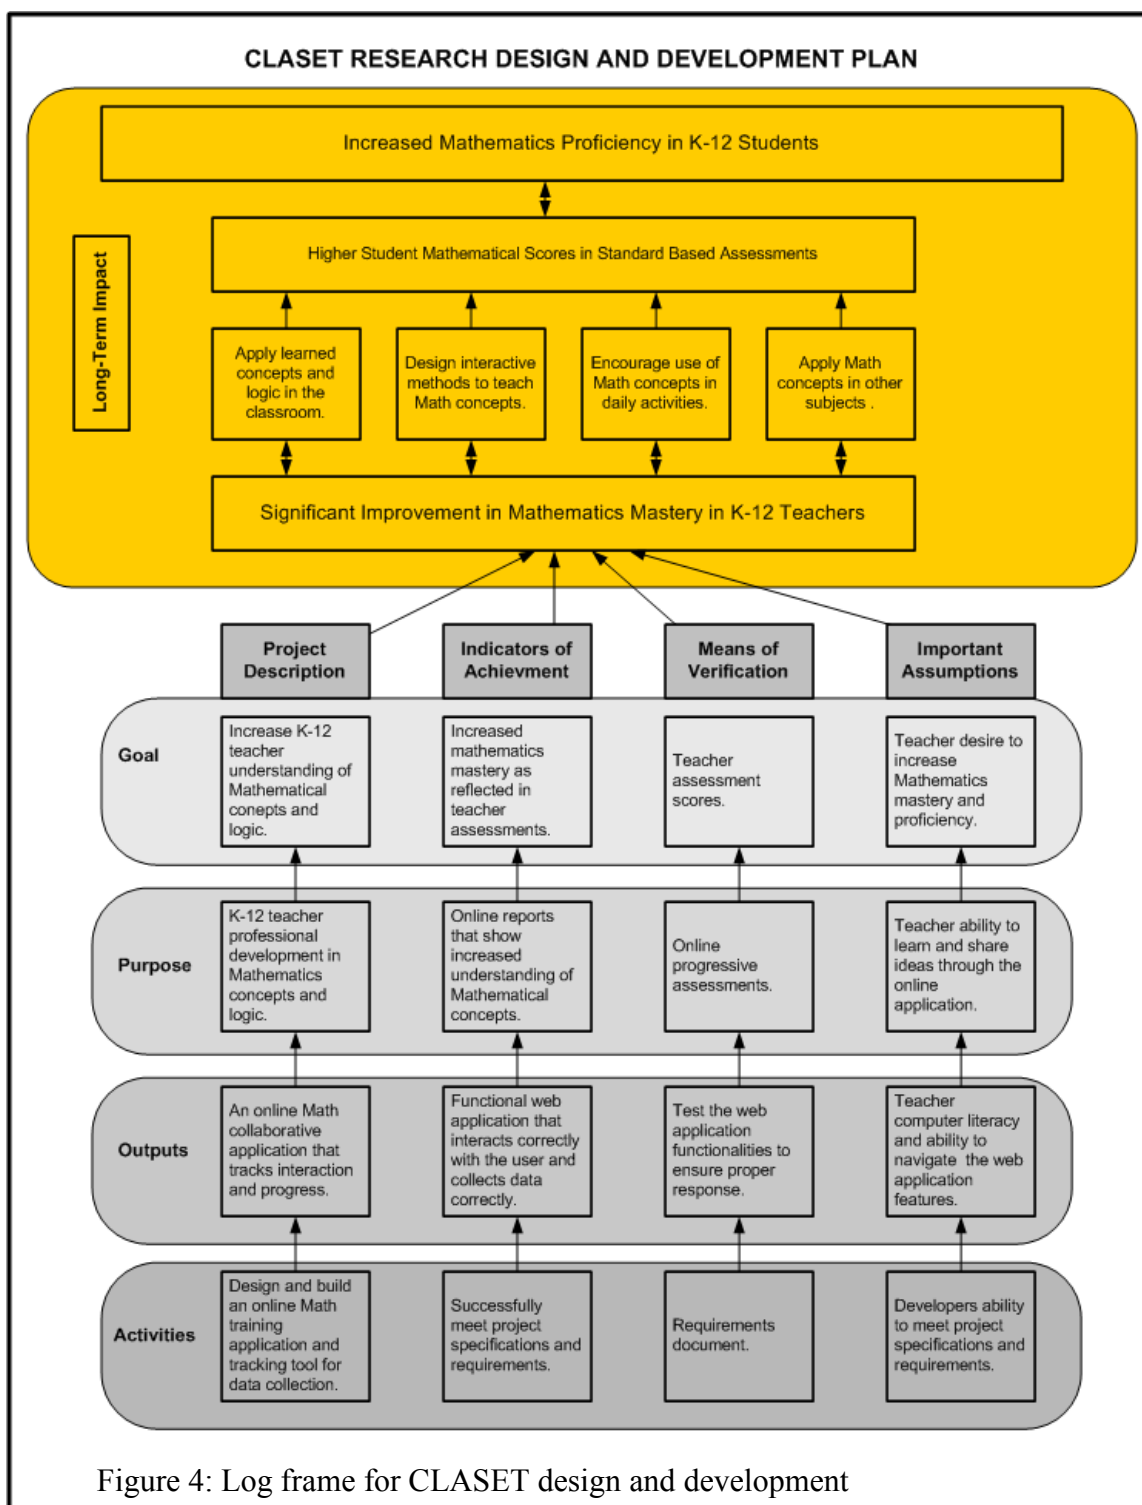 CLASET RESEARCH DESIGN AND DEVELOPMENT PLAN
Increased Mathematics Proficiency in K-12 Students
Higher Student Mathematical Scores in Standard Based Assessments
Long-Term Impact
Apply learned
concepts and
logic in the
classroom.
Design interactive
methods to teach
Math concepts.
Encourage use of
Math concepts in
daily activities.
Apply Math
concepts in other
subjects .
Significant Improvement in Mathematics Mastery in K-12 Teachers
Project
Description
Indicators of
Achievment
Means of
Verification
Important
Assumptions
Goal
Increase K-12
teacher
understanding of
Mathematical
conepts and
logic.
Increased
mathematics
mastery as
reflected in
teacher
assessments.
Teacher
assessment
scores.
Teacher desire to
increase
Mathematics
mastery and
proficiency.
Purpose
K-12 teacher
professional
development in
Mathematics
concepts and
logic.
Online reports
that show
increased
understanding of
Mathematical
concepts.
Online
progressive
assessments.
Teacher ability to
learn and share
ideas through the
online
application.
Outputs
An online Math
collaborative
application that
tracks interaction
and progress.
Functional web
application that
interacts correctly
with the user and
collects data
correctly.
Test the web
application
functionalities to
ensure proper
response.
Teacher
computer literacy
and ability to
navigate the web
application
features.
Activities
Design and build
an online Math
training
application and
tracking tool for
data collection.
Successfully
meet project
specifications and
requirements.
Requirements
document.
Developers ability
to meet project
specifications and
requirements.
Figure 4: Log frame for CLASET design and development